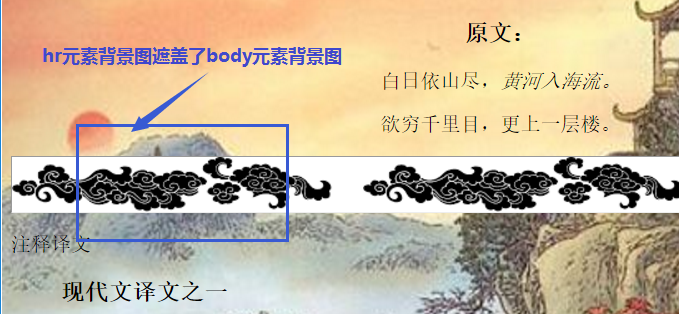 原文：
hr元素背景图遮盖了body元素背景图
白日依山尽，黄河入海流。
欲穷千里目，更上一层楼。
注释译文
现代文译文之一